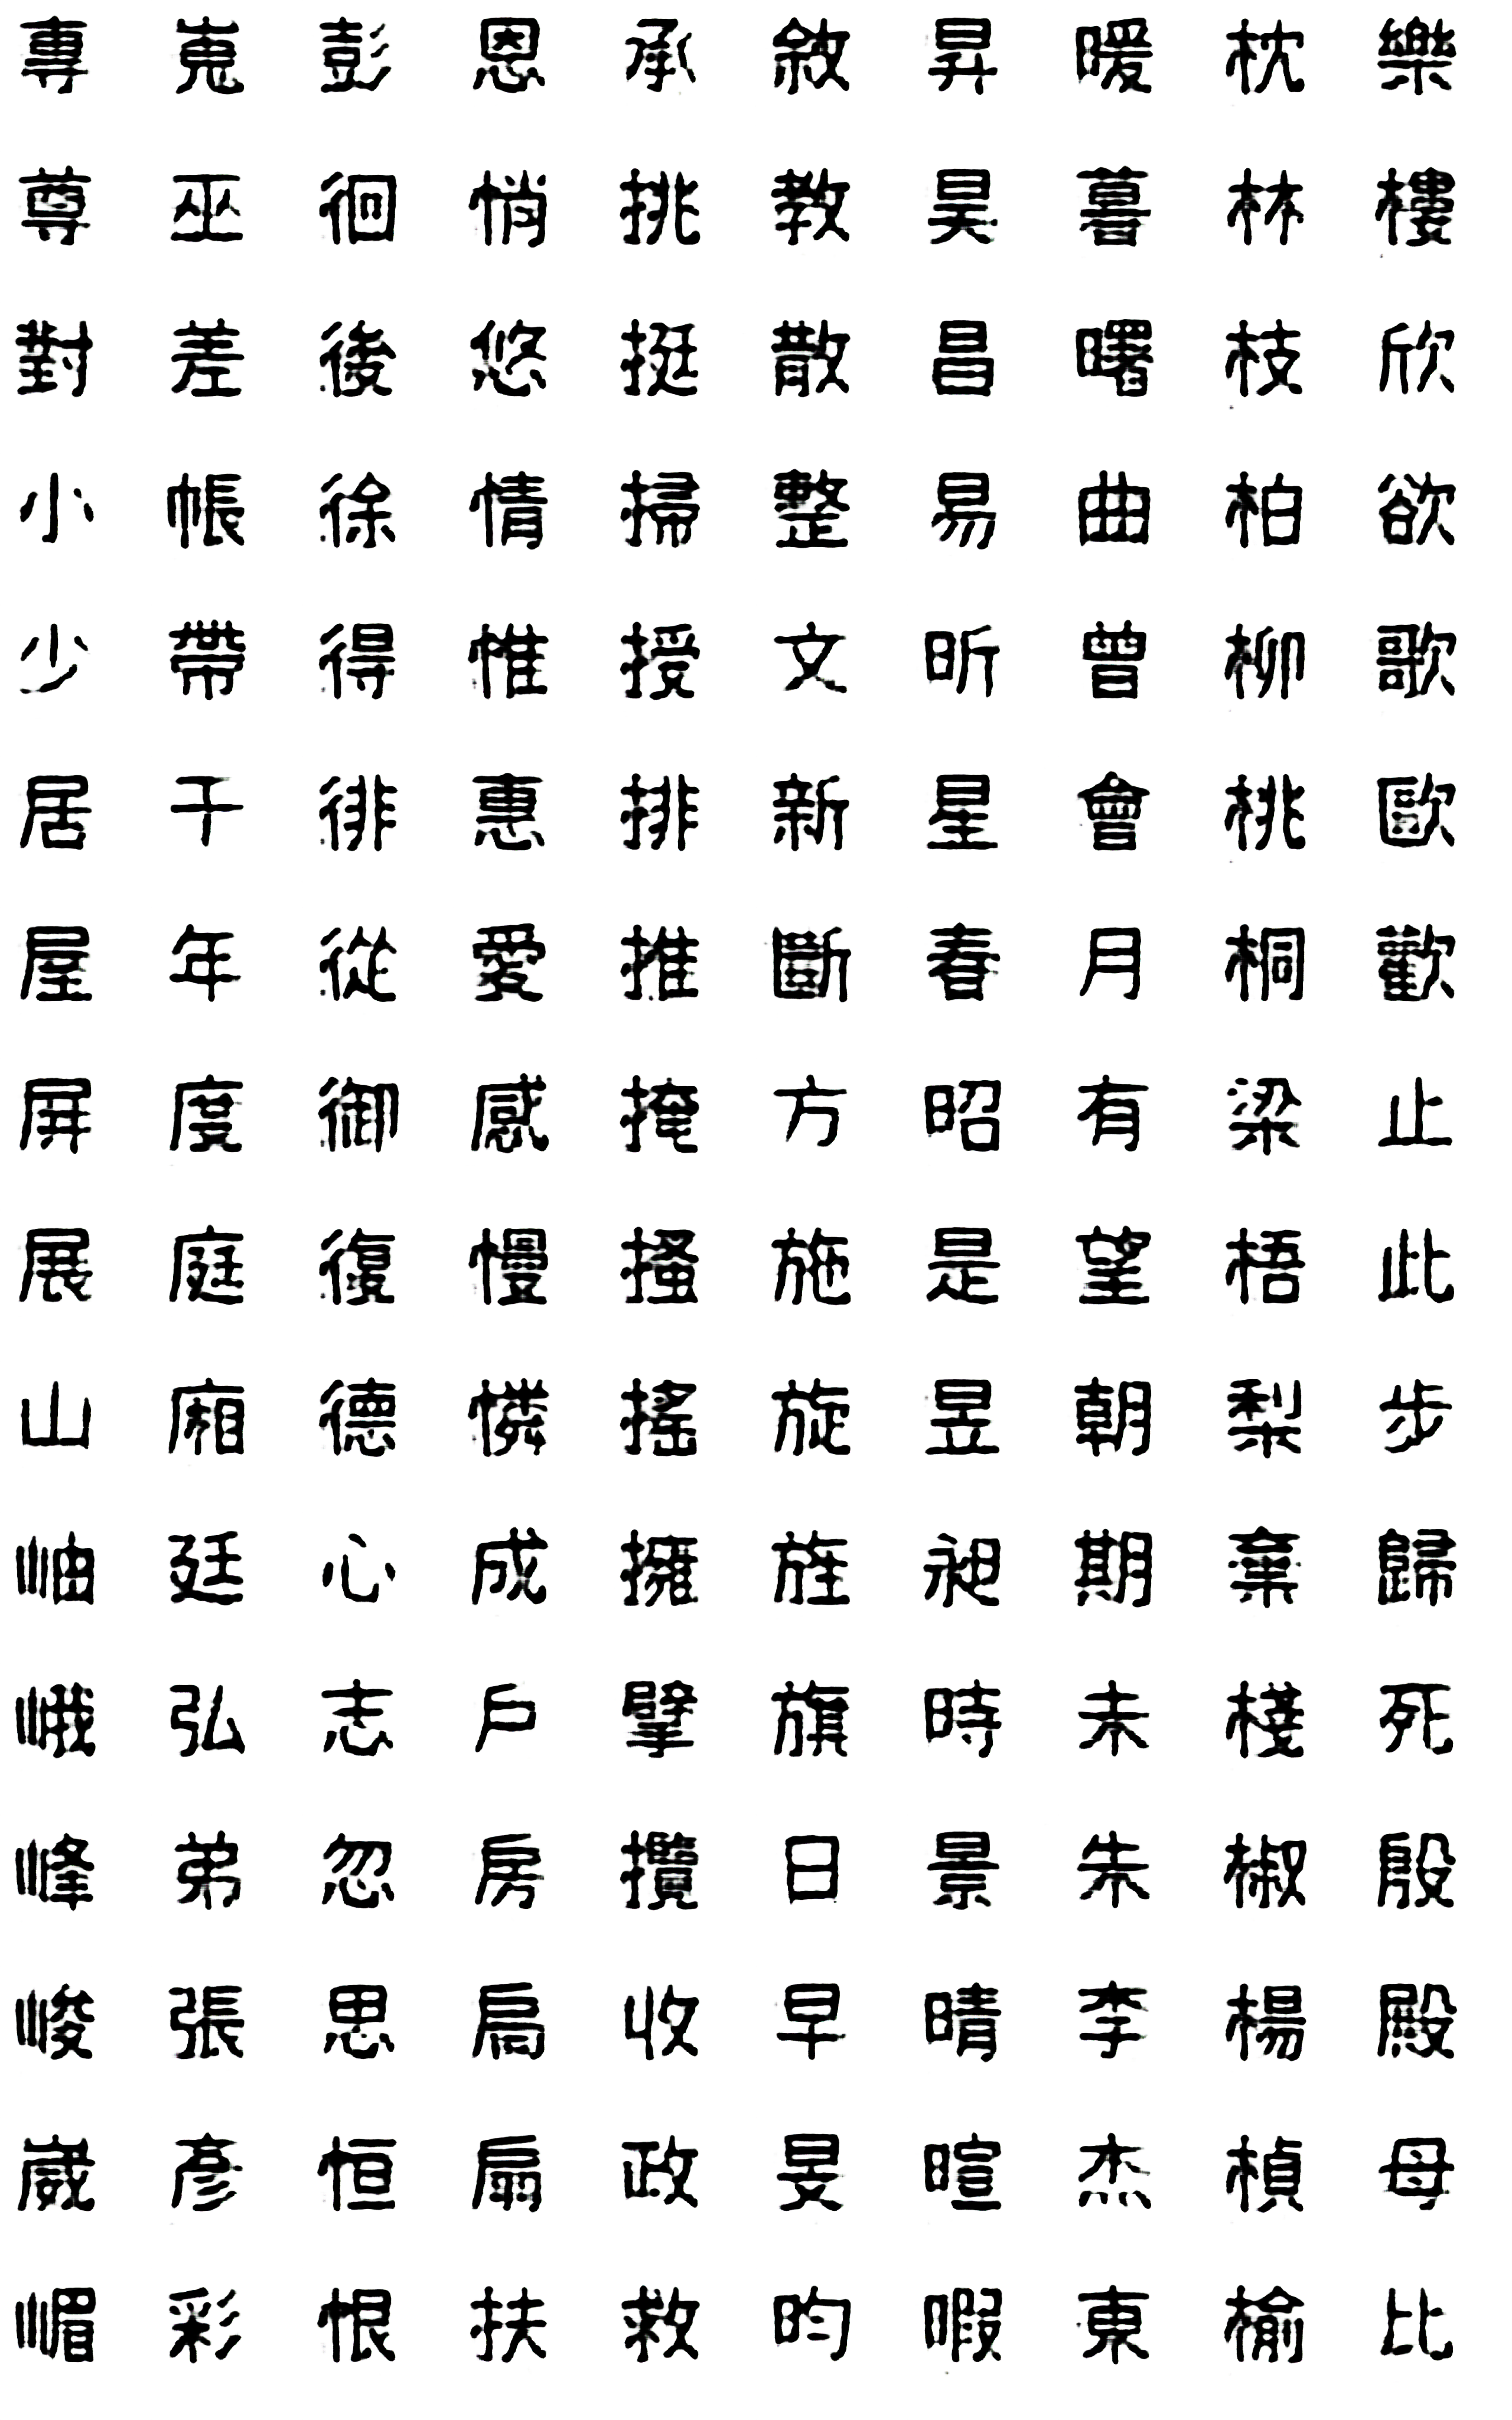 專 彭 恩 承 敘 昇 暖 枕 樂
尊 巫 徊 悄 挑 教 昊 暮 林 樓
對 差 後 悠 挺 散 昌 曙 枝 欣
小 帳 徐 情 掃 整 易 曲 柏 欲
少 帶 得 惟 授 文 昕 曾 柳 歌
居 干 徘 惠 排 新 星 會 桃 歐
屋 年 從 愛 推 斷 春 月 桐 歡
屏 度 御 感 掩 方 昭 有 梁 止
展 庭 復 慢 搔 施 是 望 梧 此
山 廂 德 憐 搖 旋 昱 朝 梨 步
岫 廷 心 成 擁 旌 昶 期 棄 歸
峨 弘 志 戶 擘 旗 時 未 棧 死
峰 弟 忽 房 攬 日 景 朱 椒 殷
峻 張 思 扃 收 早 晴 李 楊 殿
崴 彥 恒 扇 政 旻 暄 杰 楨 母
嵋 彩 恨 扶 救 昀 暇 東 榆 比